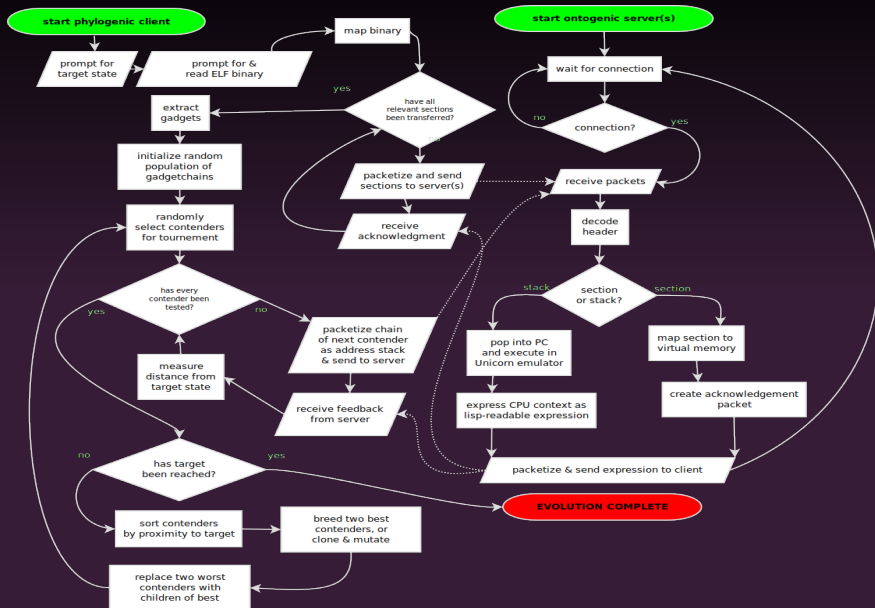 start phylogenic client
prompt for
target state
prompt for &
read ELF binary
map binary
have all
relevant sections
been transferred?
yes
no
extract
gadgets
initialize random
population of
gadgetchains
packetize and send
sections to server(s)
receive
acknowledgment
randomly
select contenders
for tournement
has every
contender been
tested?
yes
no
packetize chain
of next contender
as address stack
& send to server
measure
distance from
target state
receive feedback
from server
has target
been reached?
no
yes
sort contenders
by proximity to target
breed two best
contenders, or
clone & mutate
replace two worst
contenders with
children of best
EVOLUTION COMPLETE
start ontogenic server(s)
wait for connection
connection?
no
yes
receive packets
decode
header
section
or stack?
stack
section
pop into PC
and execute in
Unicorn emulator
map section to
virtual memory
express CPU context as
lisp-readable expression
create acknowledgement
packet
packetize & send expression to client